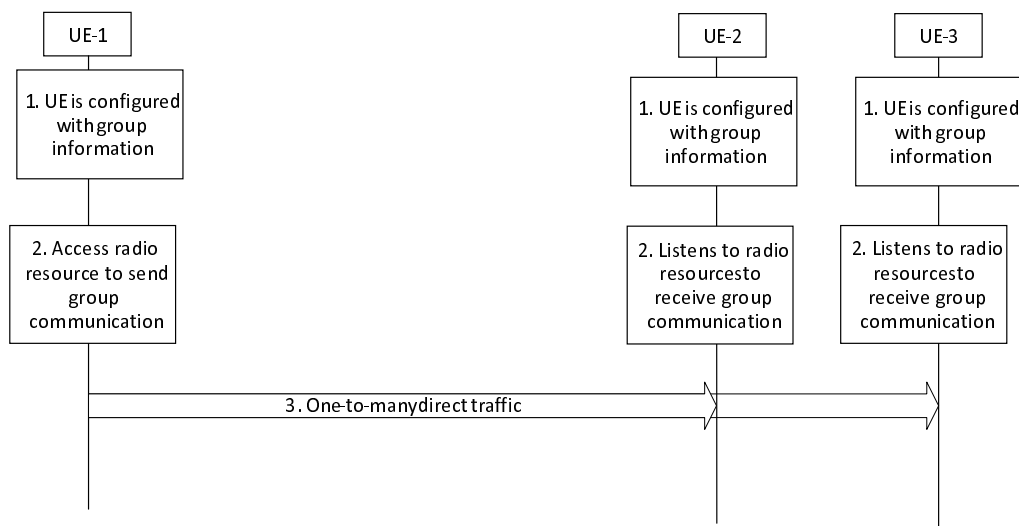 UE-1
UE-2
UE-3
1. UE is configured
with group
information
1. UE is configured
with group
information
1. UE is configured
with group
information
2. Access radio
resource to send
group
communication
2. Listens to radio
resourcesto
receive group
communication
2. Listens to radio
resourcesto
receive group
communication
3. One-to-manydirect traffic